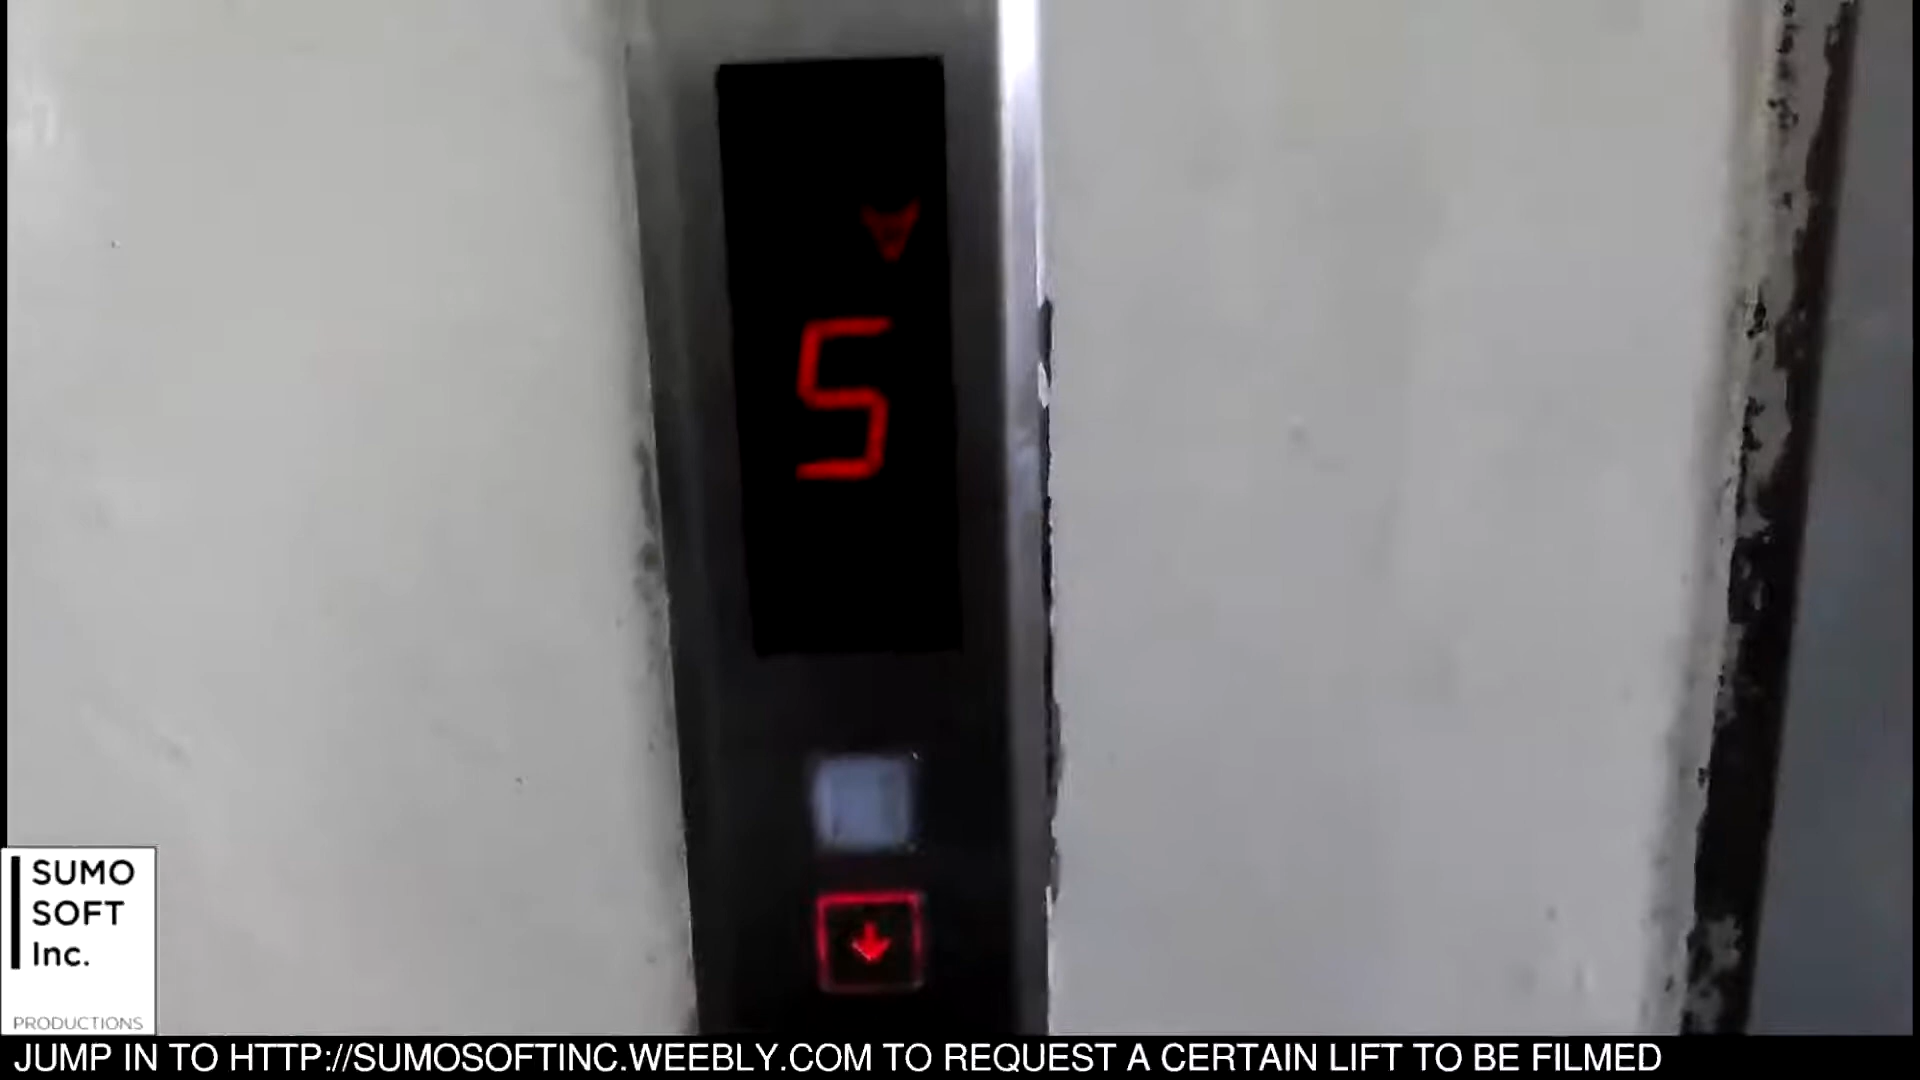 5
SUMO
SOFT
Inc.
PRODUCTIONS
JUMP IN TO HTTP://SUMOSOFTINC.WEEBLY.COM TO REQUEST A CERTAIN LIFT TO BE FILMED